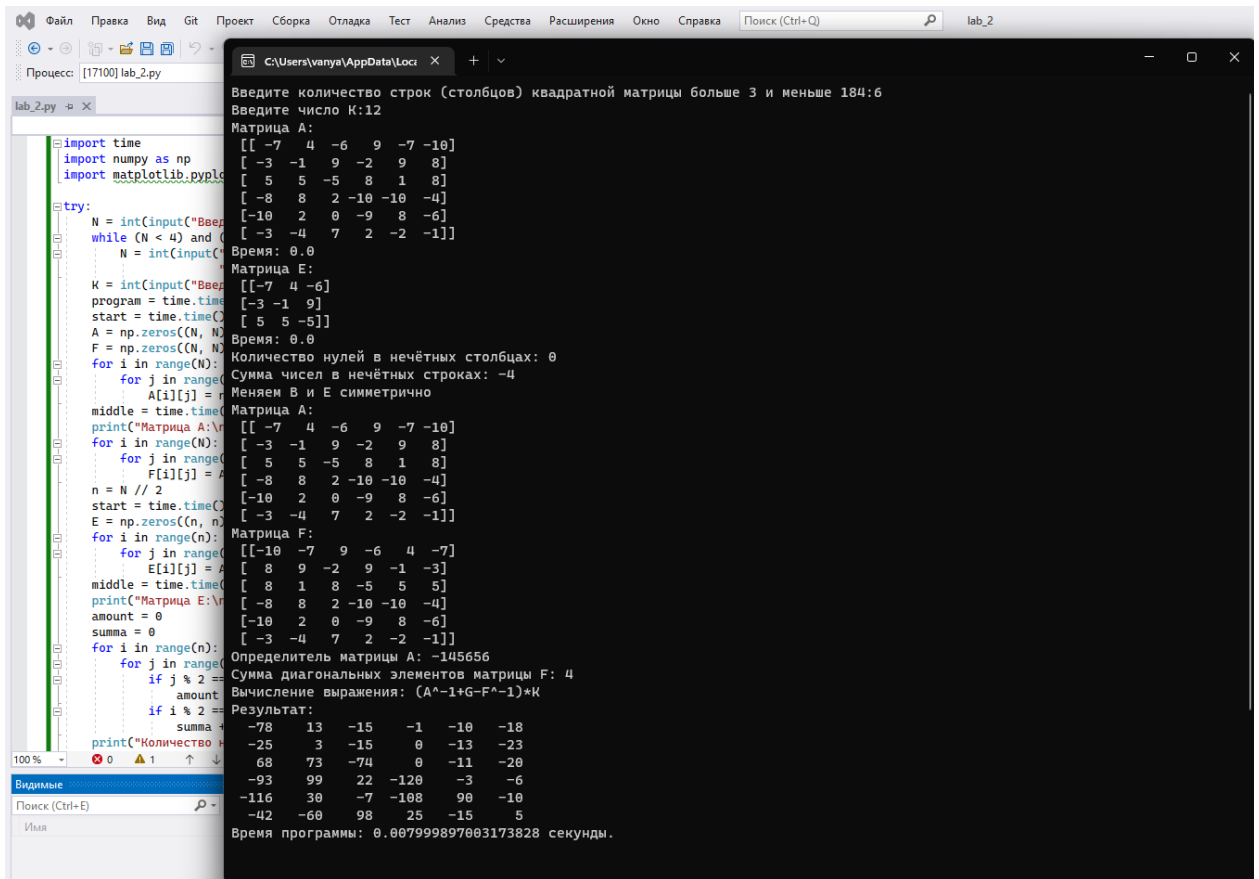 Файл Правка Вид Git Проект Сборка Отладка Тест Анализ Средства Расширения Окно Справка Поиск (Ctrl+Q) lab_2
Процесс: [17100] lab_2.py
lab_2.py
import time
import numpy as np
import matplotlib.pyplo
try:
N = int(input("Введ
while (N < 4) and (
N = int(input("
"
K = int(input("Введ
program = time.time
start = time.time()
A = np.zeros((N, N)
F = np.zeros((N, N)
for i in range(N):
for j in range(
A[i][j] = n
middle = time.time(
print("Матрица A:\n
for i in range(N):
for j in range(
F[i][j] = A
n = N // 2
start = time.time()
E = np.zeros((n, n)
for i in range(n):
for j in range(
E[i][j] = A
middle = time.time(
print("Матрица E:\n
amount = 0
summa = 0
for i in range(n):
for j in range(
if j % 2 ==
amount
if i % 2 ==
summa +
print("Количество н
100 % 0 1
Видимые
Поиск (Ctrl+E)
Имя
C:\Users\vanya\AppData\Loca
Введите количество строк (столбцов) квадратной матрицы больше 3 и меньше 184:6
Введите число K:12
Матрица A:
[[ -7 4 -6 9 -7 -10]
[ -3 -1 9 -2 9 8]
[ 5 5 -5 8 1 8]
[ -8 8 2 -10 -10 -4]
[-10 2 0 -9 8 -6]
[ -3 -4 7 2 -2 -1]]
Время: 0.0
Матрица E:
[[-7 4 -6]
[-3 -1 9]
[ 5 5 -5]]
Время: 0.0
Количество нулей в нечётных столбцах: 0
Сумма чисел в нечётных строках: -4
Меняем B и E симметрично
Матрица A:
[[ -7 4 -6 9 -7 -10]
[ -3 -1 9 -2 9 8]
[ 5 5 -5 8 1 8]
[ -8 8 2 -10 -10 -4]
[-10 2 0 -9 8 -6]
[ -3 -4 7 2 -2 -1]]
Матрица F:
[[-10 -7 9 -6 4 -7]
[ 8 9 -2 9 -1 -3]
[ 8 1 8 -5 5 5]
[ -8 8 2 -10 -10 -4]
[-10 2 0 -9 8 -6]
[ -3 -4 7 2 -2 -1]]
Определитель матрицы A: -145656
Сумма диагональных элементов матрицы F: 4
Вычисление выражения: (A^-1+G-F^-1)*K
Результат:
-78 13 -15 -1 -10 -18
-25 3 -15 0 -13 -23
68 73 -74 0 -11 -20
-93 99 22 -120 -3 -6
-116 30 -7 -108 90 -10
-42 -60 98 25 -15 5
Время программы: 0.007999897003173828 секунды.